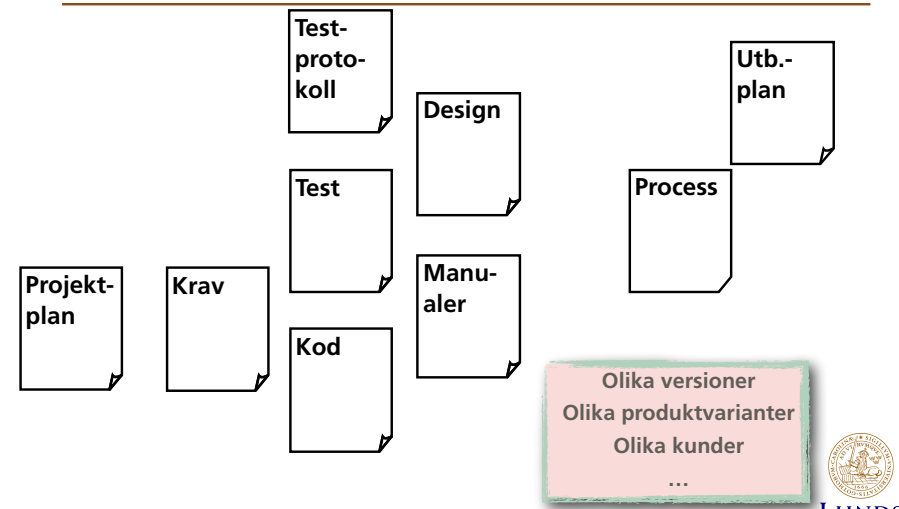 Test-
proto-
koll
Utb.-
plan
Design
Test
Process
Projekt-
plan
Krav
Manu-
aler
Kod
Olika versioner
Olika produktvarianter
Olika kunder
...